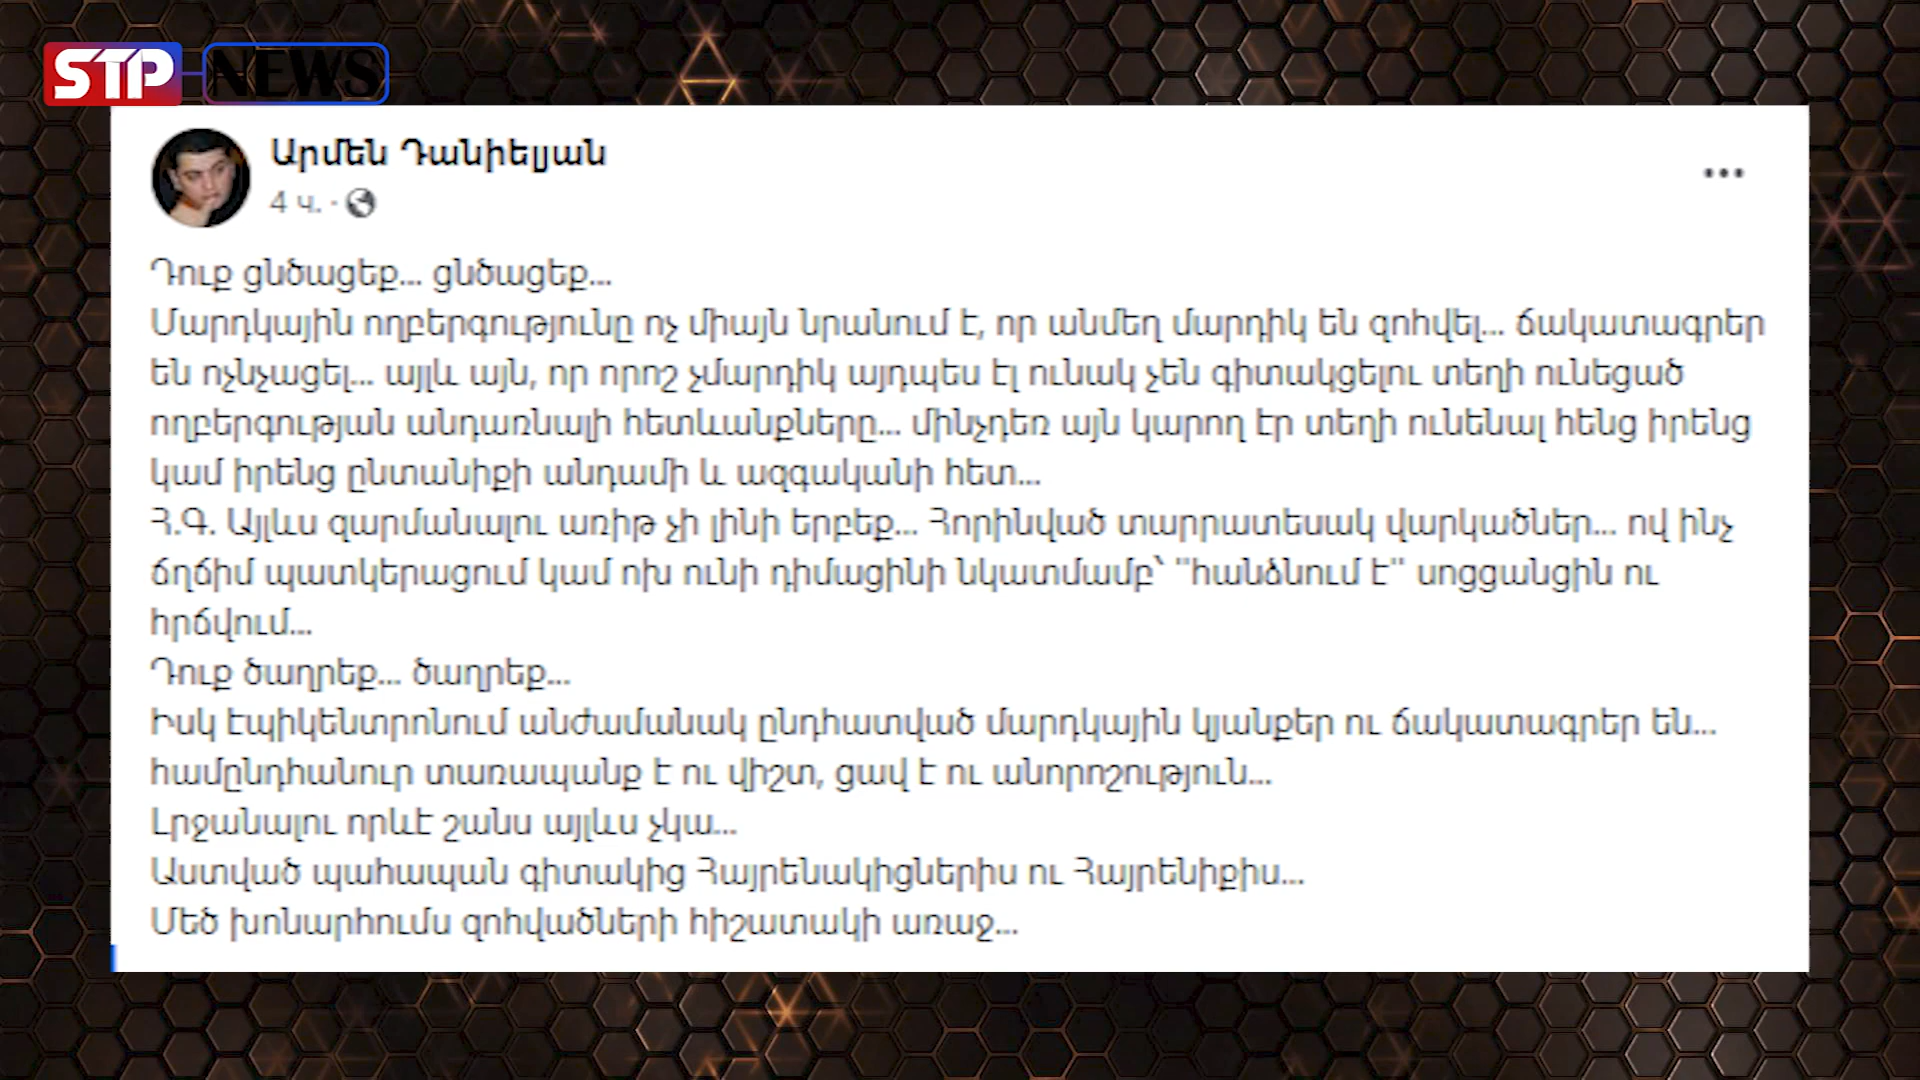 STP NEWS
Արմեն Դանիելյան
4 ч. ·
Դուք ցնծացեք... ցնծացեք...
Մարդկային ողբերգությունը ոչ միայն նրանում է, որ անմեղ մարդիկ են զոհվել... ճակատագրեր
են ոչնչացել... այլև այն, որ որոշ չմարդիկ այդպես էլ ունակ չեն գիտակցելու տեղի ունեցած
ողբերգության անդառնալի հետևանքները... մինչդեռ այն կարող էր տեղի ունենալ հենց իրենց
կամ իրենց ընտանիքի անդամի և ազգականի հետ...
Հ.Գ. Այլևս զարմանալու առիթ չի լինի երբեք... Հորինված տարրատեսակ վարկածներ... ով ինչ
ճղճիմ պատկերացում կամ ոխ ունի դիմացինի նկատմամբ՝ "հանձնում է" սոցցանցին ու
հրճվում...
Դուք ծաղրեք... ծաղրեք...
Իսկ էպիկենտրոնում անժամանակ ընդհատված մարդկային կյանքեր ու ճակատագրեր են...
համընդհանուր տառապանք է ու վիշտ, ցավ է ու անորոշություն...
Լրջանալու որևէ շանս այլևս չկա...
Աստված պահապան գիտակից Հայրենակիցներիս ու Հայրենիքիս...
Մեծ խոնարհումս զոհվածների հիշատակի առաջ...